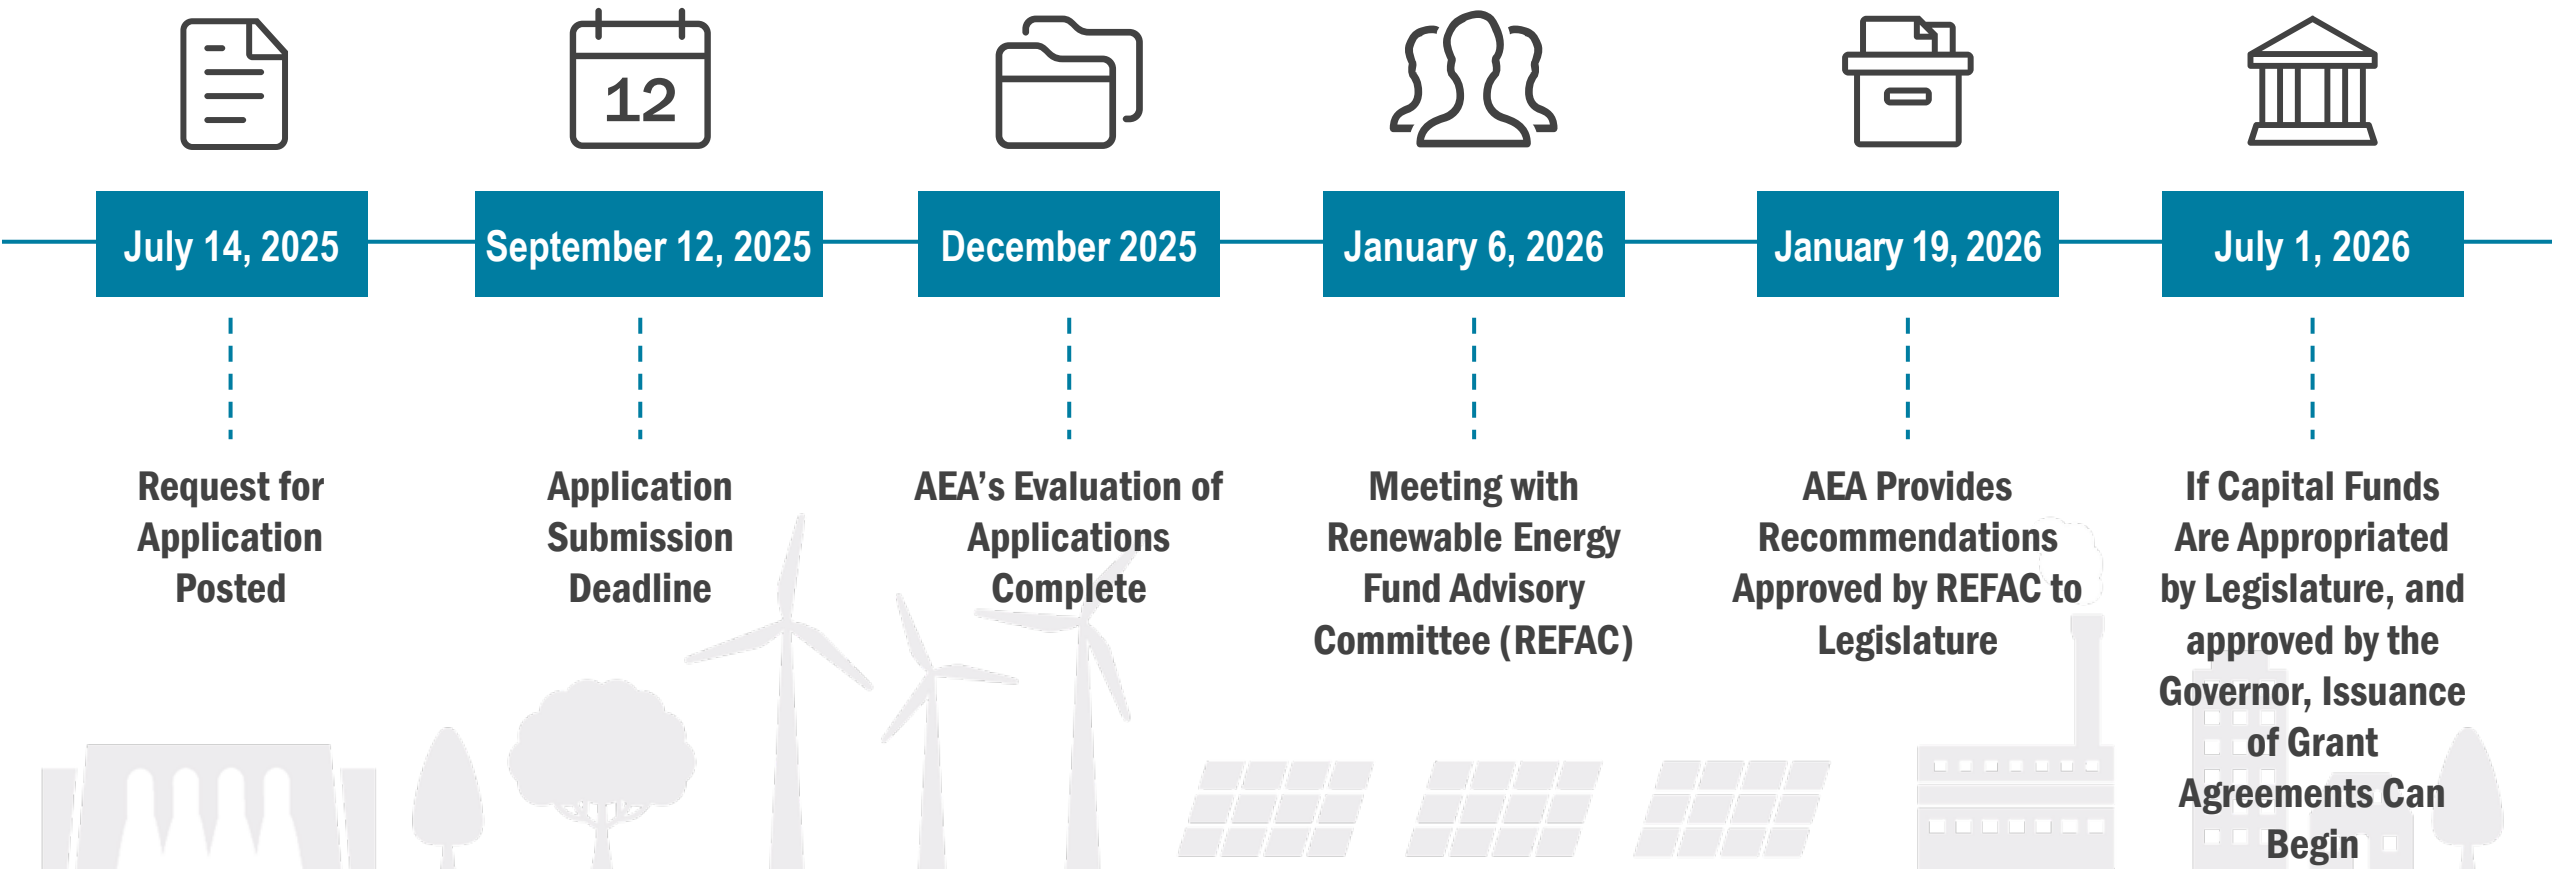 12
July 14, 2025
September 12, 2025
December 2025
January 6, 2026
January 19, 2026
July 1, 2026
Request for
Application
Posted
Application
Submission
Deadline
AEA’s Evaluation of
Applications
Complete
Meeting with
Renewable Energy
Fund Advisory
Committee (REFAC)
AEA Provides
Recommendations
Approved by REFAC to
Legislature
If Capital Funds
Are Appropriated
by Legislature, and
approved by the
Governor, Issuance
of Grant
Agreements Can
Begin